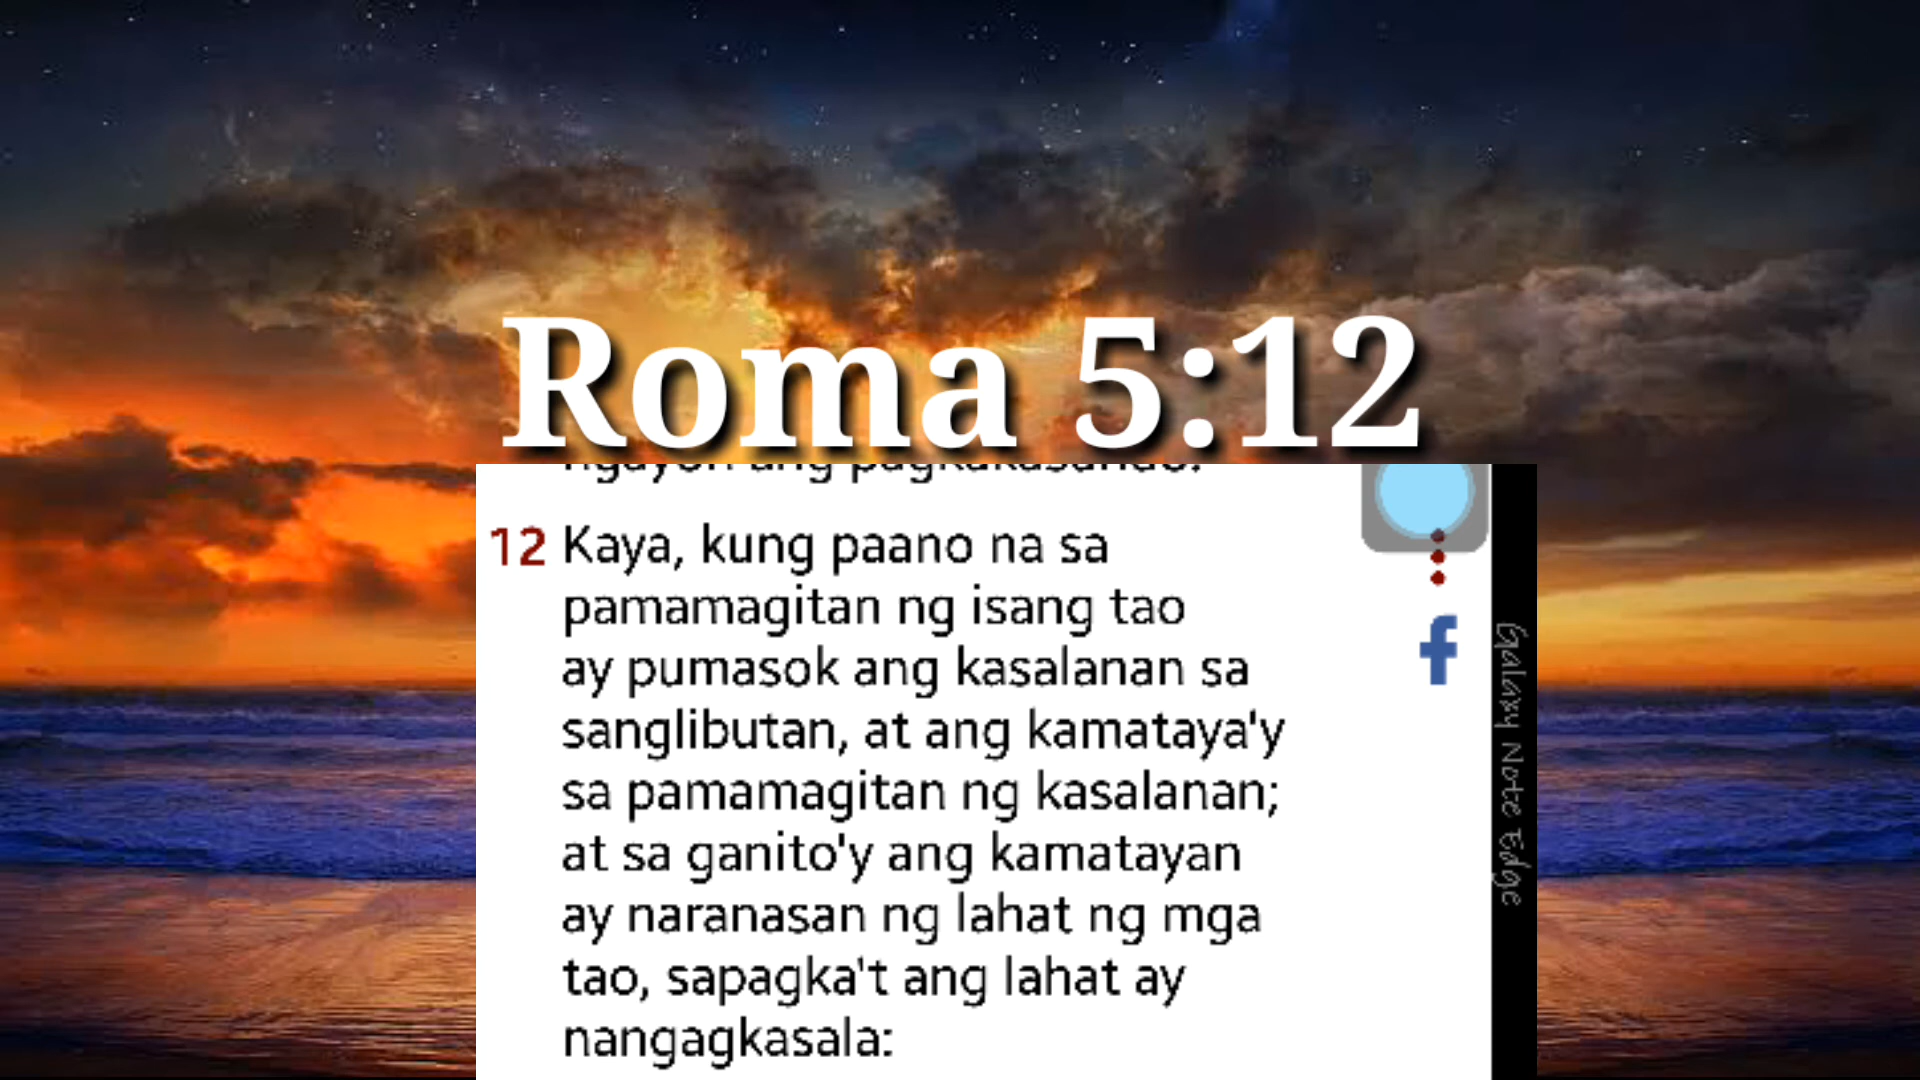 Roma 5:12
12 Kaya, kung paano na sa
pamamagitan ng isang tao
ay pumasok ang kasalanan sa
sanglibutan, at ang kamataya'y
sa pamamagitan ng kasalanan;
at sa ganito'y ang kamatayan
ay naranasan ng lahat ng mga
tao, sapagka't ang lahat ay
nangagkasala:
f
Galaxy Note Edge